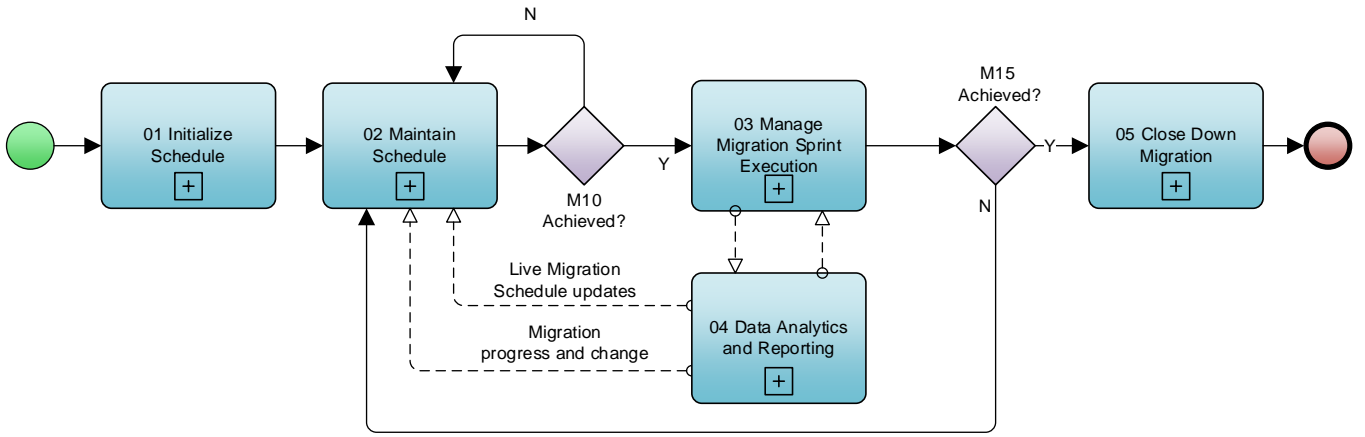 N
01 Initialize
Schedule
02 Maintain
Schedule
M10
Achieved?
Y
03 Manage
Migration Sprint
Execution
M15
Achieved?
Y
N
05 Close Down
Migration
Live Migration
Schedule updates
Migration
progress and change
04 Data Analytics
and Reporting